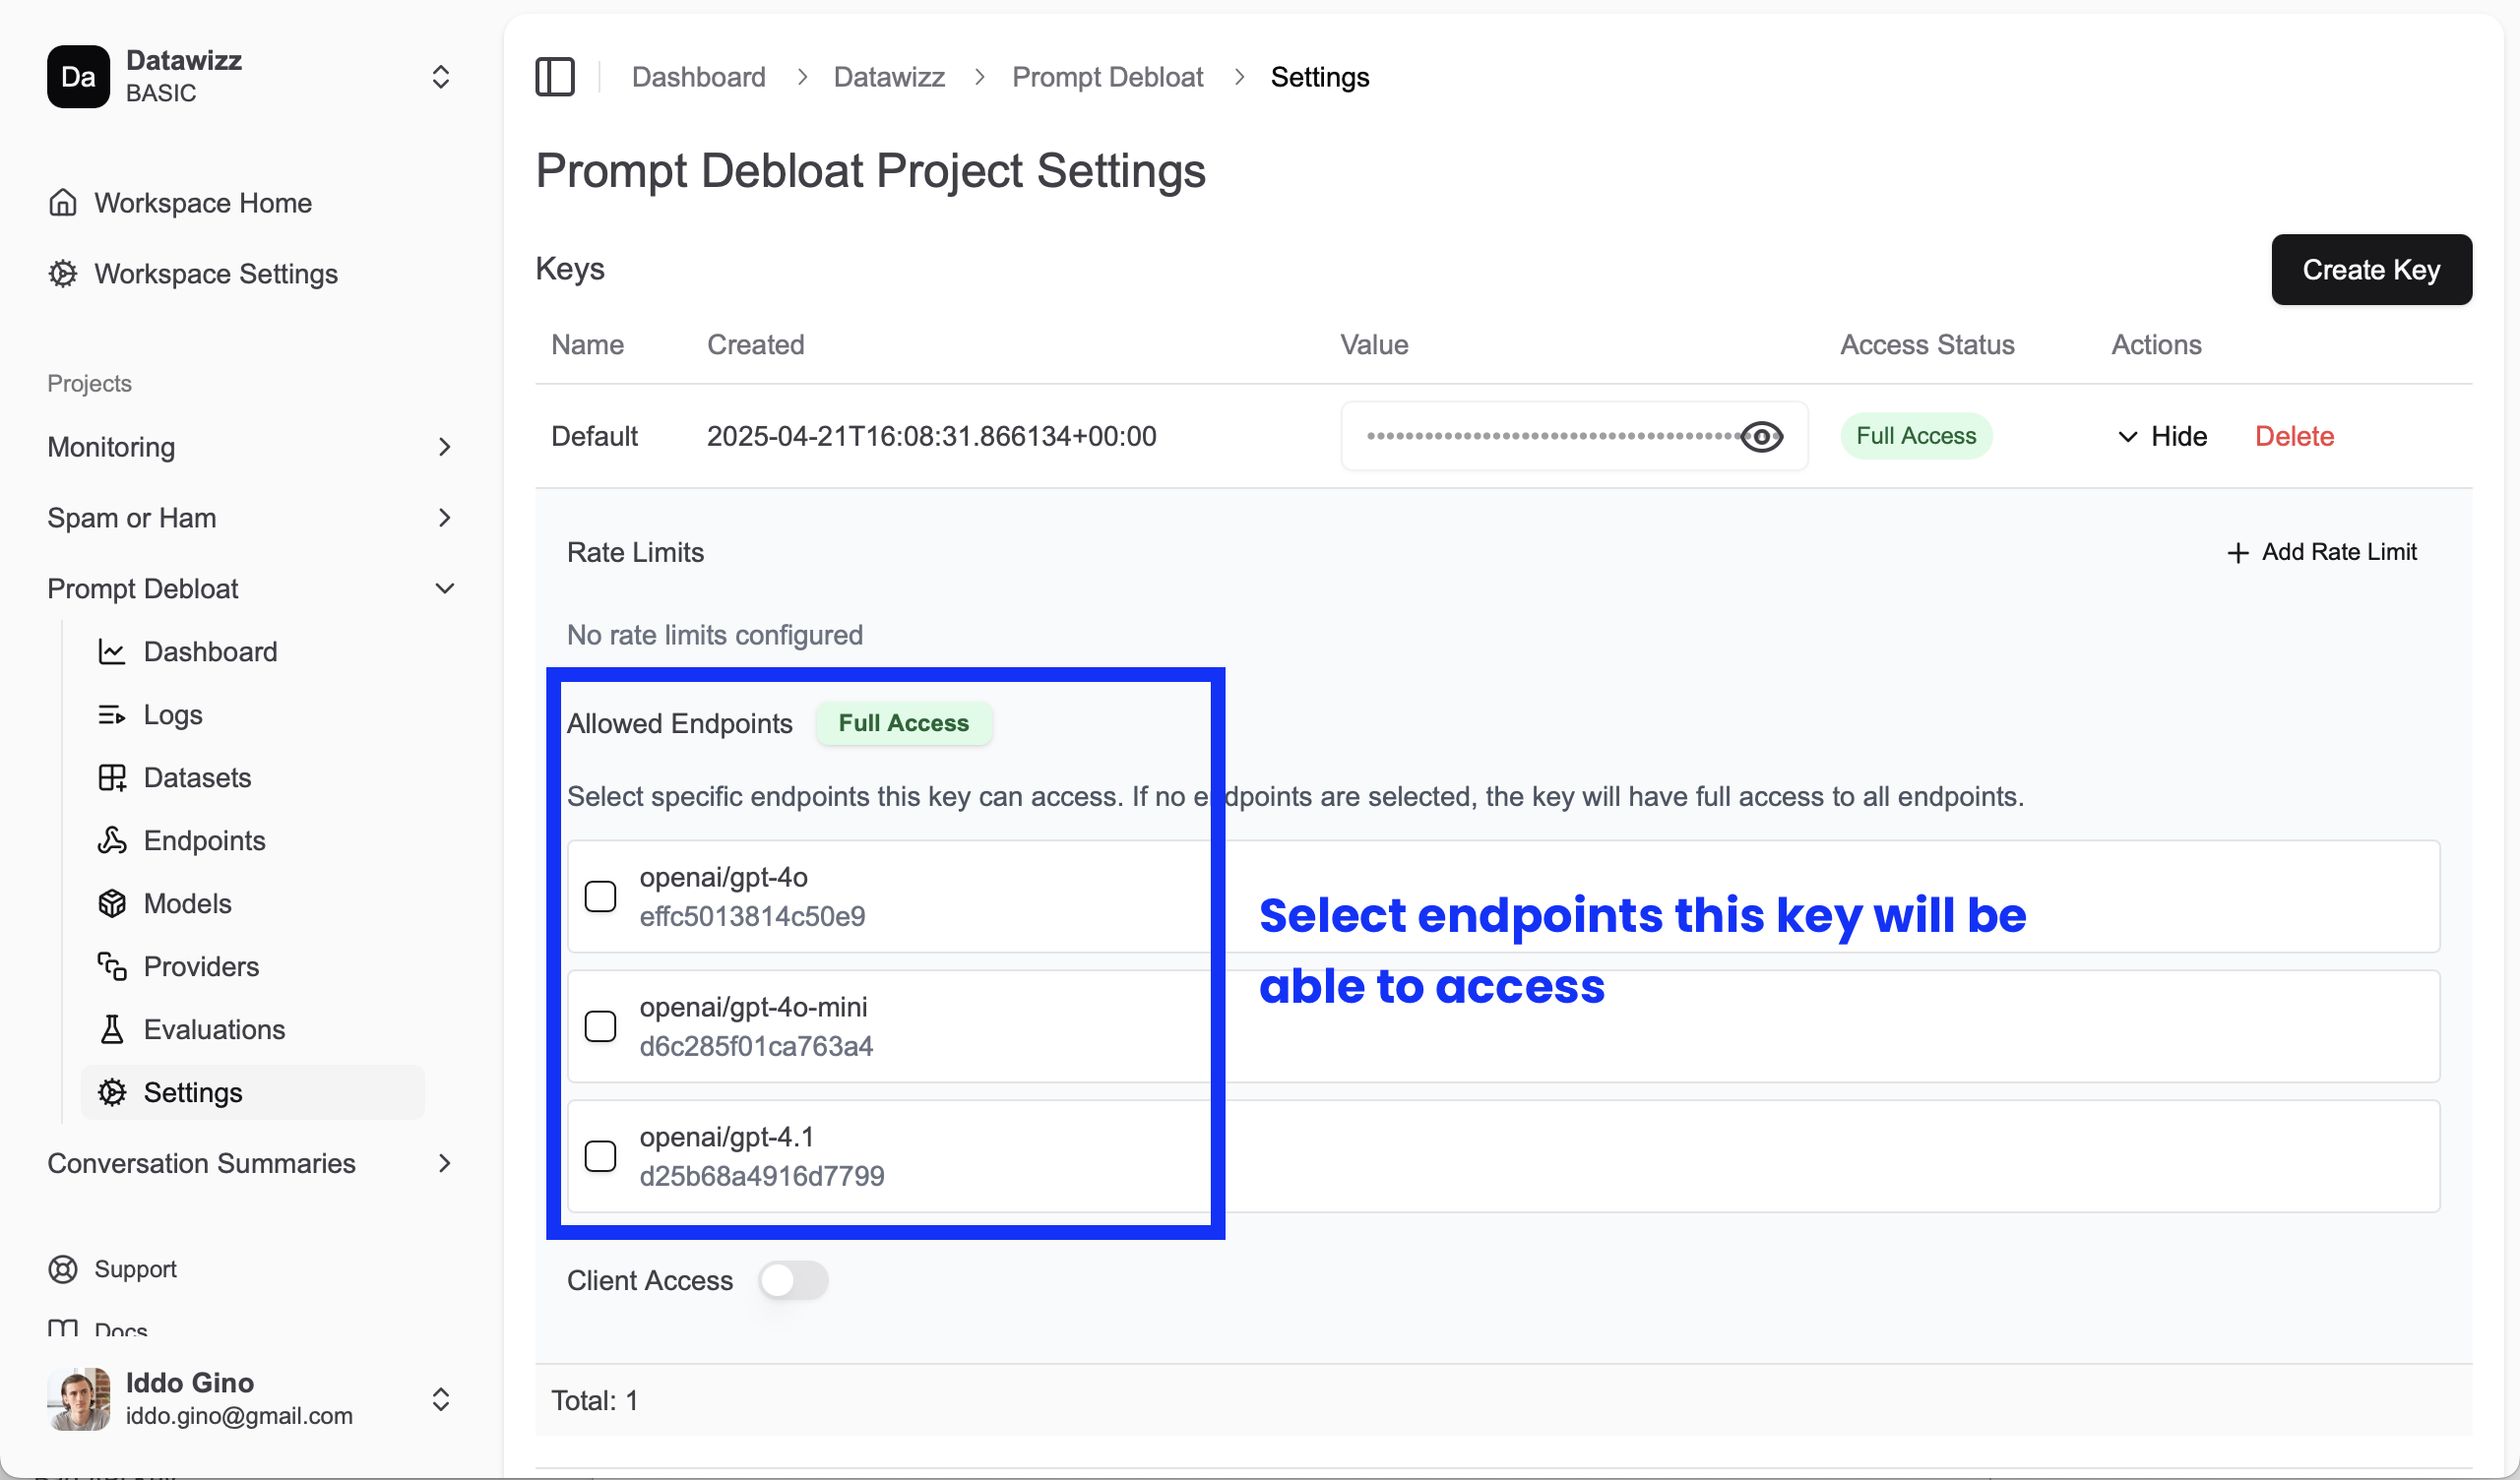 Da
Datawizz
BASIC
Workspace Home
Workspace Settings
Projects
Monitoring
Spam or Ham
Prompt Debloat
Dashboard
Logs
Datasets
Endpoints
Models
Providers
Evaluations
Settings
Conversation Summaries
Support
Docs
Iddo Gino
iddo.gino@gmail.com
Dashboard > Datawizz > Prompt Debloat > Settings
Prompt Debloat Project Settings
Keys
Create Key
Name Created Value Access Status Actions
Default 2025-04-21T16:08:31.866134+00:00 Full Access Hide Delete
Rate Limits
+ Add Rate Limit
No rate limits configured
Allowed Endpoints Full Access
Select specific endpoints this key can access. If no endpoints are selected, the key will have full access to all endpoints.
openai/gpt-4o
effc5013814c50e9
openai/gpt-4o-mini
d6c285f01ca763a4
openai/gpt-4.1
d25b68a4916d7799
Select endpoints this key will be
able to access
Client Access
Total: 1